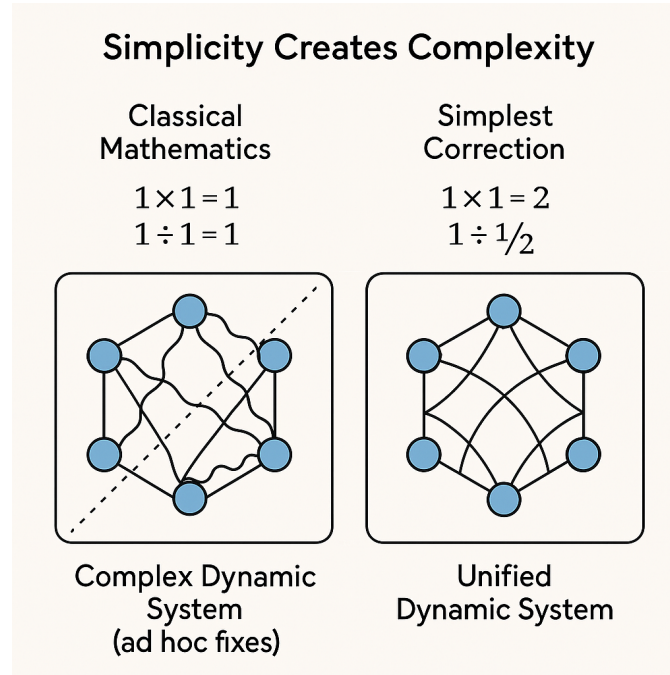 Simplicity Creates Complexity
Classical
Mathematics
1×1=1
1÷1=1
Complex Dynamic
System
(ad hoc fixes)
Simplest
Correction
1×1=2
1÷1/2
Unified
Dynamic System